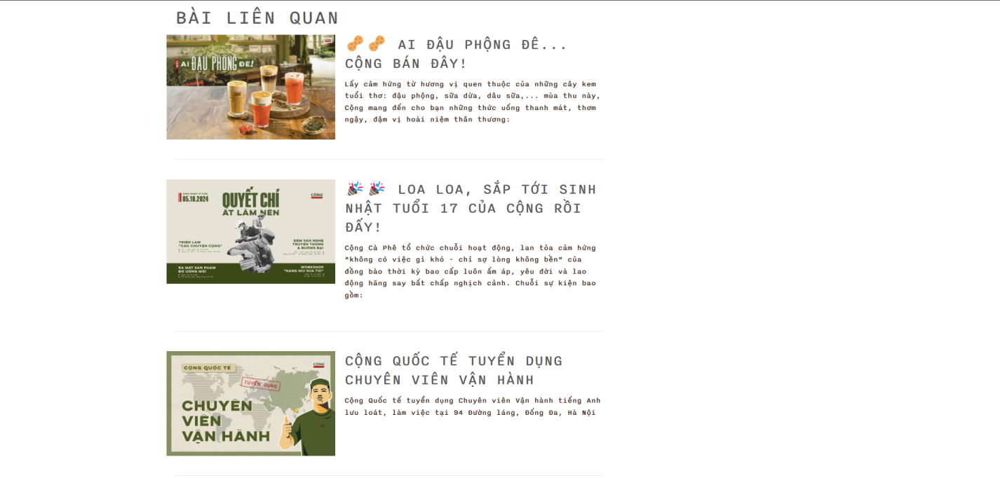 BÀI LIÊN QUAN
AI ĐẬU PHỘNG ĐÊ!
🥜🥜 AI ĐẬU PHỘNG ĐÊ...
CỘNG BÁN ĐÂY!
Lấy cảm hứng từ hương vị quen thuộc của những cây kem
tuổi thơ: đậu phộng, sữa dừa, dâu sữa,... mùa thu này,
Cộng mang đến cho bạn những thức uống thanh mát, thơm
ngậy, đậm vị hoài niệm thân thương:
05.10.2024
QUYẾT CHÍ
ẮT LÀM NÊN
CỘNG
TRIỂN LÃM
"CÂU CHUYỆN CỘNG"
ĐÊM VĂN NGHỆ
TRUYỀN THỐNG
& ĐƯƠNG ĐẠI
RA MẮT SẢN PHẨM
ĐỒ UỐNG MỚI
WORKSHOP
"NÂNG NIU SỬA TÚI"
🎉🎉 LOA LOA, SẮP TỚI SINH
NHẬT TUỔI 17 CỦA CỘNG RỒI
ĐẤY!
Cộng Cà Phê tổ chức chuỗi hoạt động, lan tỏa cảm hứng
"không có việc gì khó - chỉ sợ lòng không bền" của
đồng bào thời kỳ bao cấp luôn ấm áp, yêu đời và lao
động hăng say bất chấp nghịch cảnh. Chuỗi sự kiện bao
gồm:
CỘNG QUỐC TẾ
CỘNG
TUYỂN DỤNG
CHUYÊN
VIÊN
VẬN HÀNH
CỘNG QUỐC TẾ TUYỂN DỤNG
CHUYÊN VIÊN VẬN HÀNH
Cộng Quốc tế tuyển dụng Chuyên viên Vận hành tiếng Anh
lưu loát, làm việc tại 94 Đường láng, Đống Đa, Hà Nội